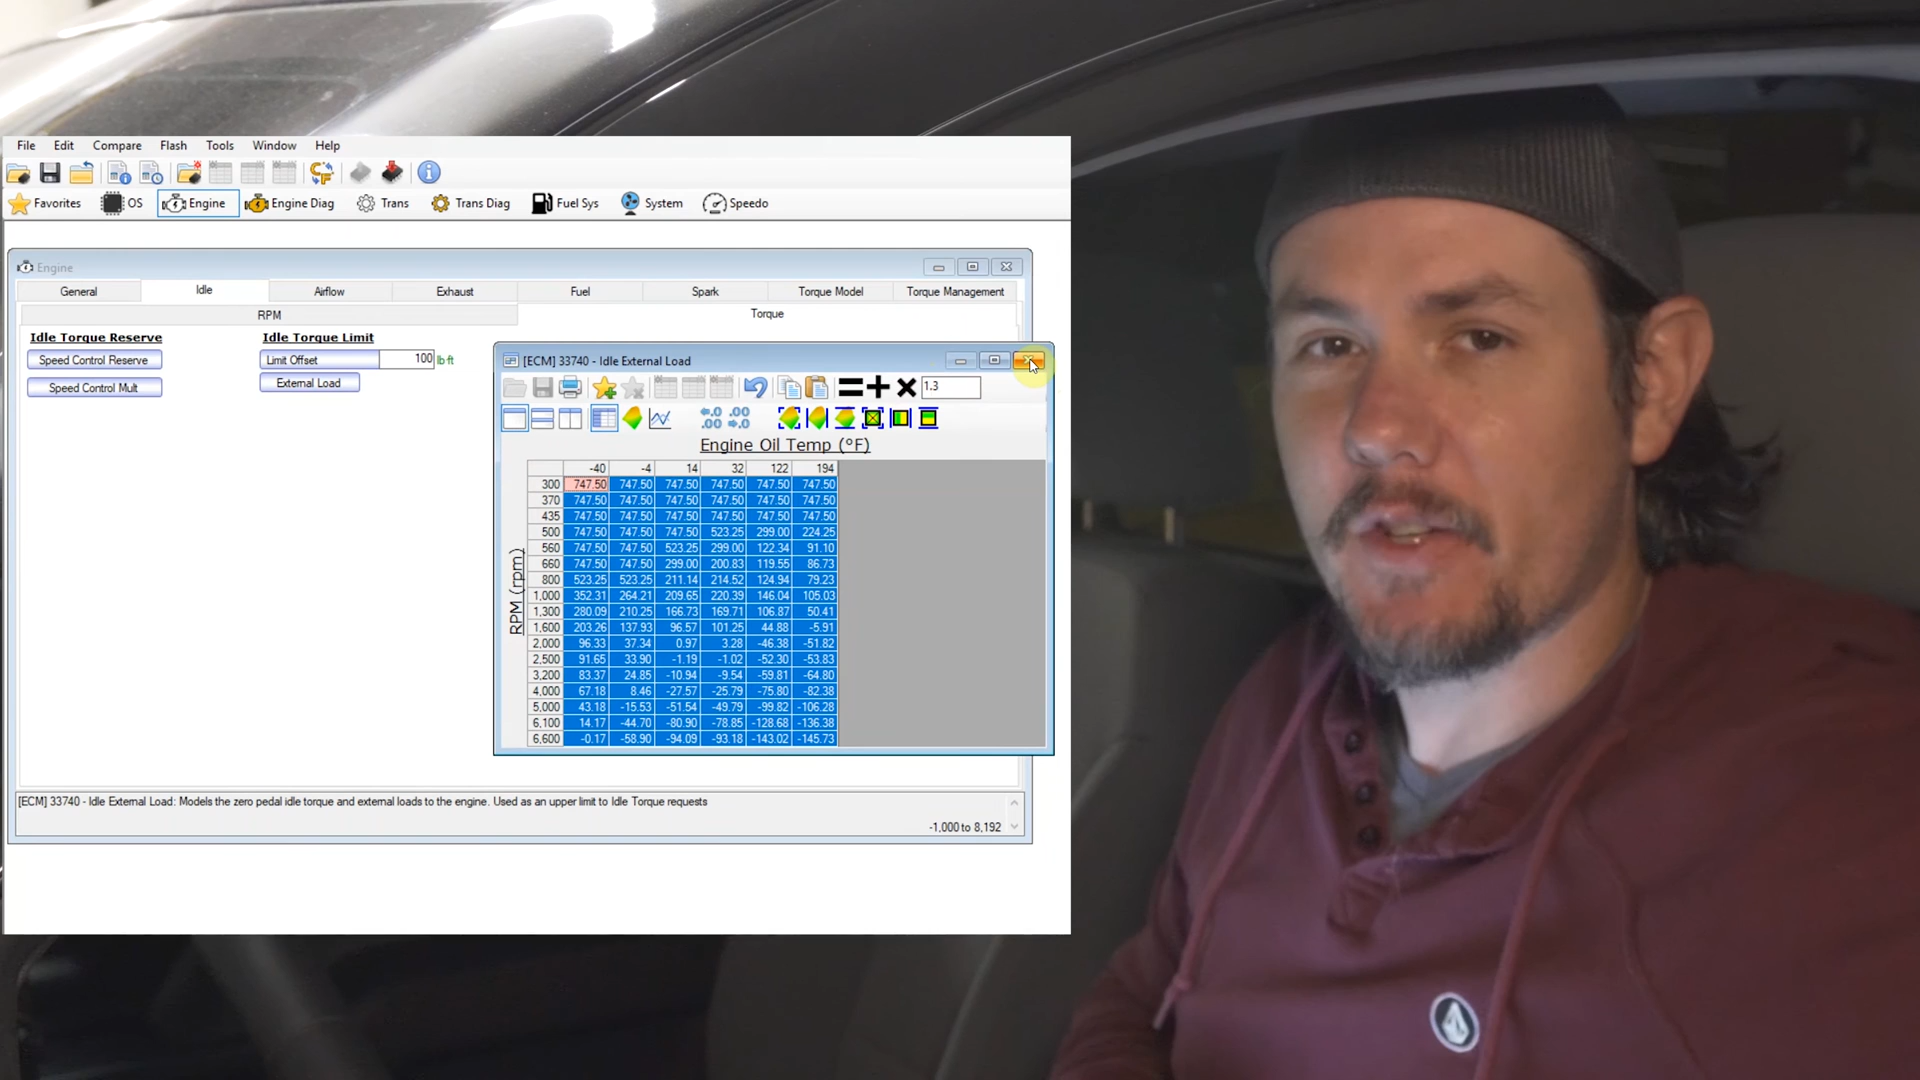 File Edit Compare Flash Tools Window Help
Favorites OS Engine Engine Diag Trans Trans Diag Fuel Sys System Speedo
Engine
General Idle Airflow Exhaust Fuel Spark Torque Model Torque Management
RPM Torque
Idle Torque Reserve Idle Torque Limit
Speed Control Reserve Limit Offset 100 lb·ft
Speed Control Mult External Load
[ECM] 33740 - Idle External Load
1.3
Engine Oil Temp (°F)
RPM (rpm)
-40 -4 14 32 122 194
300 747.50 747.50 747.50 747.50 747.50 747.50
370 747.50 747.50 747.50 747.50 747.50 747.50
435 747.50 747.50 747.50 747.50 747.50 747.50
500 747.50 747.50 747.50 523.25 299.00 224.25
560 747.50 747.50 523.25 299.00 122.34 91.10
660 747.50 747.50 299.00 200.83 119.55 86.73
800 523.25 523.25 211.14 214.52 124.94 79.23
1,000 352.31 264.21 209.65 220.39 146.04 105.03
1,300 280.09 210.25 166.73 169.71 106.87 50.41
1,600 203.26 137.93 96.57 101.25 44.88 -5.91
2,000 96.33 37.34 0.97 3.28 -46.38 -51.82
2,500 91.65 33.90 -1.19 -1.02 -52.30 -53.83
3,200 83.37 24.85 -10.94 -9.54 -59.81 -64.80
4,000 67.18 8.46 -27.57 -25.79 -75.80 -82.38
5,000 43.18 -15.53 -51.54 -49.79 -99.82 -106.28
6,100 14.17 -44.70 -80.90 -78.85 -128.68 -136.38
6,600 -0.17 -58.90 -94.09 -93.18 -143.02 -145.73
[ECM] 33740 - Idle External Load: Models the zero pedal idle torque and external loads to the engine. Used as an upper limit to Idle Torque requests
-1,000 to 8,192